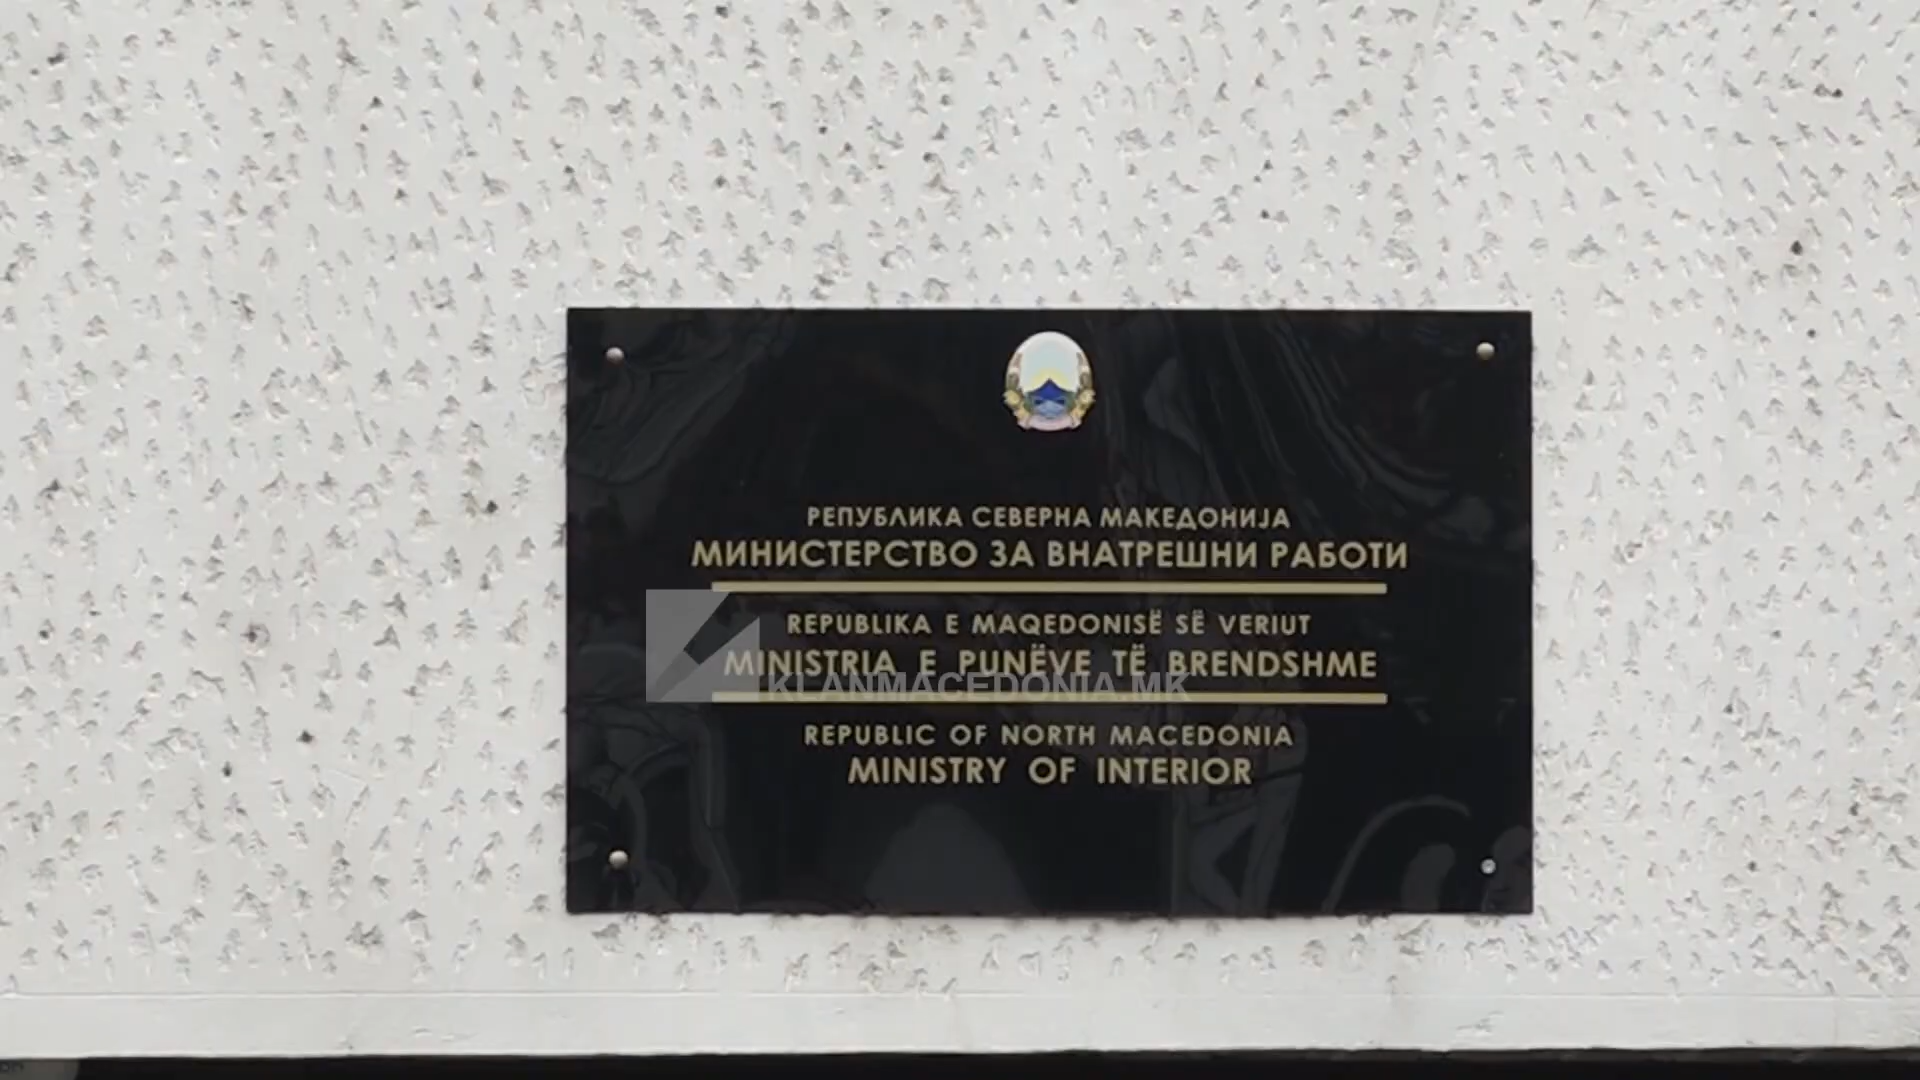 РЕПУБЛИКА СЕВЕРНА МАКЕДОНИЈА
МИНИСТЕРСТВО ЗА ВНАТРЕШНИ РАБОТИ
REPUBLIKA E MAQEDONISË SË VERIUT
MINISTRIA E PUNËVE TË BRENDSHME
KLANMACEDONIA.MK
REPUBLIC OF NORTH MACEDONIA
MINISTRY OF INTERIOR